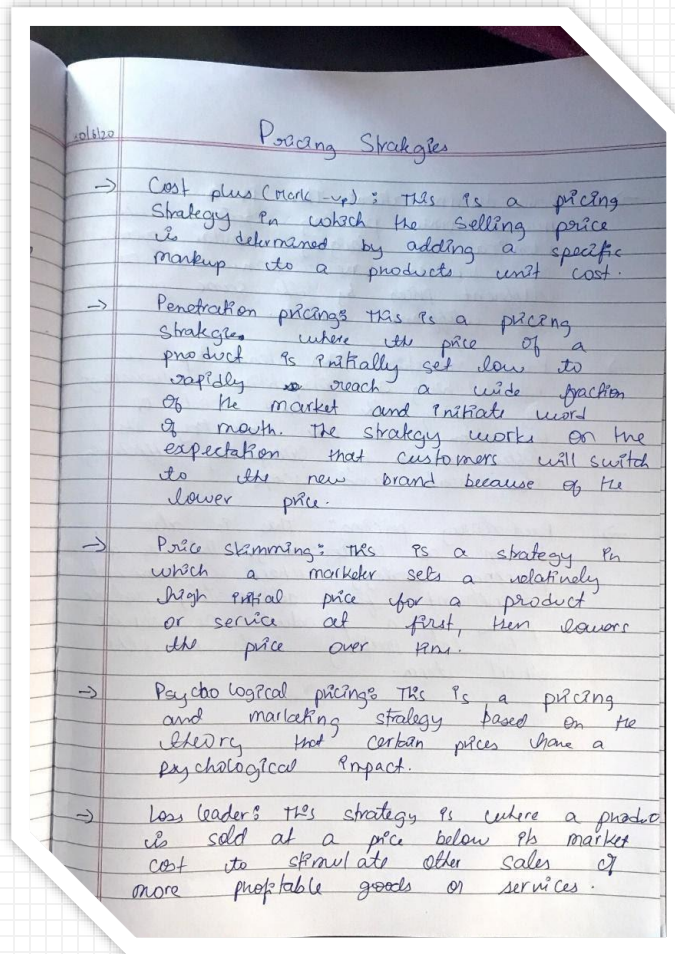 Pricing Strategies
→ Cost plus (Mark-up) : This is a pricing
Strategy in which the Selling price
is determined by adding a specific
markup to a products unit cost.
→ Penetration pricing: This is a pricing
strategies where the price of a
product is initially set low to
rapidly reach a wide fraction
of the market and initiate word
of mouth. The strategy works on the
expectation that customers will switch
to the new brand because of the
lower price.
→ Price skimming: This is a strategy in
which a marketer sets a relatively
high initial price for a product
or service at first, then lowers
the price over time.
→ Psychological pricing: This is a pricing
and marketing strategy based on the
theory that certain prices have a
psychological impact.
→ Loss leader: This strategy is where a product
is sold at a price below its market
cost to stimulate other sales of
more profitable goods or services.